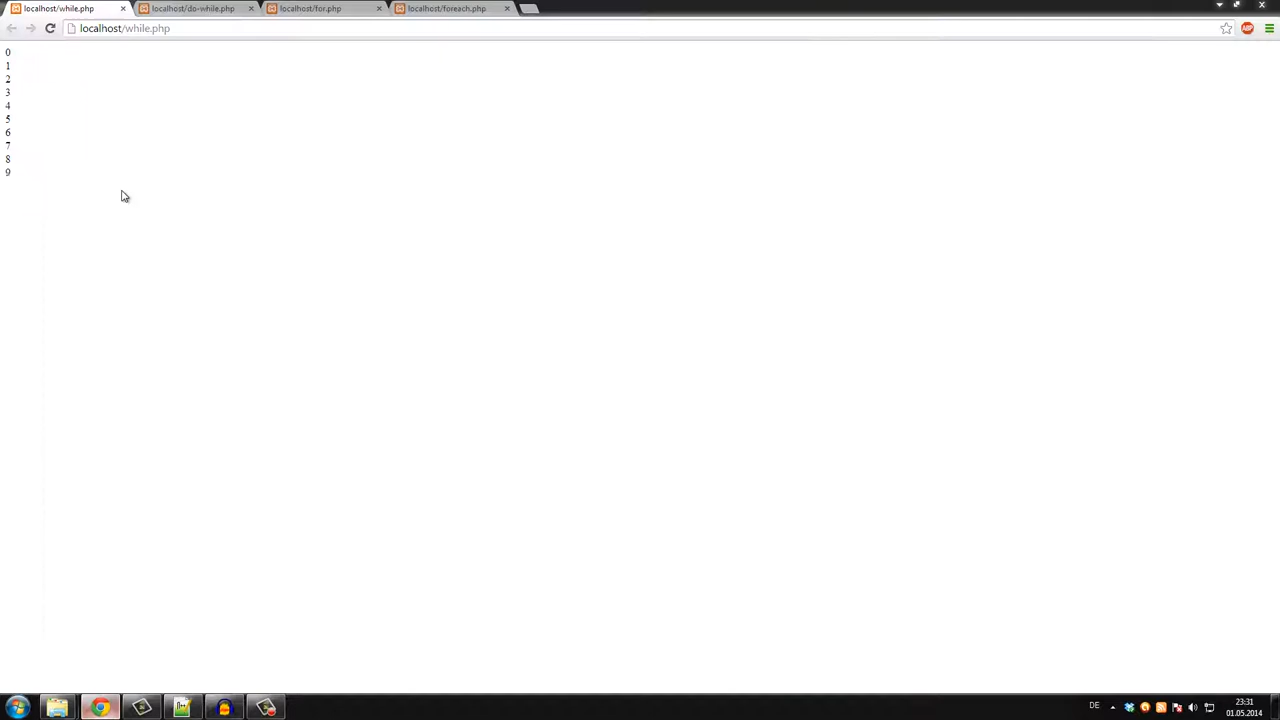 localhost/while.php
localhost/do-while.php
localhost/for.php
localhost/foreach.php
localhost/while.php
ABP
0
1
2
3
4
5
6
7
8
9
DE
23:31
01.05.2014